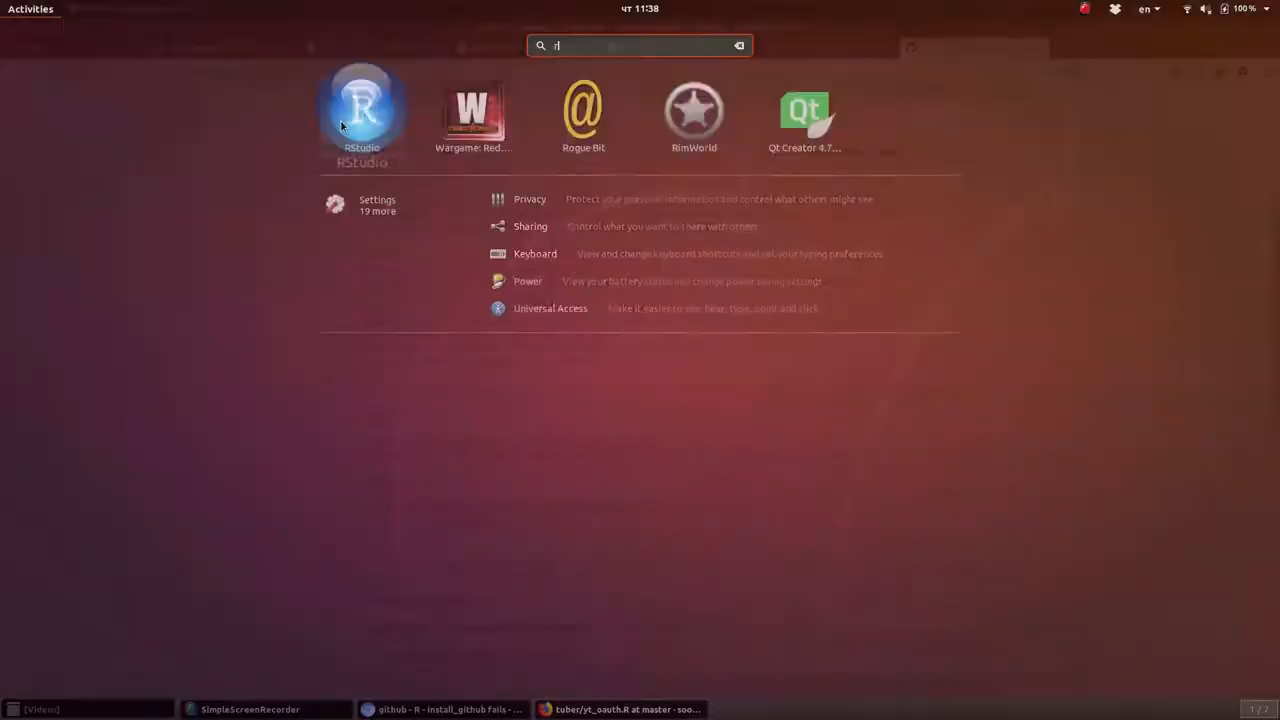 Activities
чт 11:38
en
100 %
r
RStudio
RStudio
Wargame: Red....
Rogue Bit
RimWorld
Qt Creator 4.7...
Settings
19 more
Privacy Protect your personal information and control what others might see
Sharing Control what you want to share with others
Keyboard View and change keyboard shortcuts and set your typing preferences
Power View your battery status and change power saving settings
Universal Access Make it easier to see, hear, type, point and click
[Videos]
SimpleScreenRecorder
github - R - install_github fails - ...
tuber/yt_oauth.R at master · soo...
1 / 2